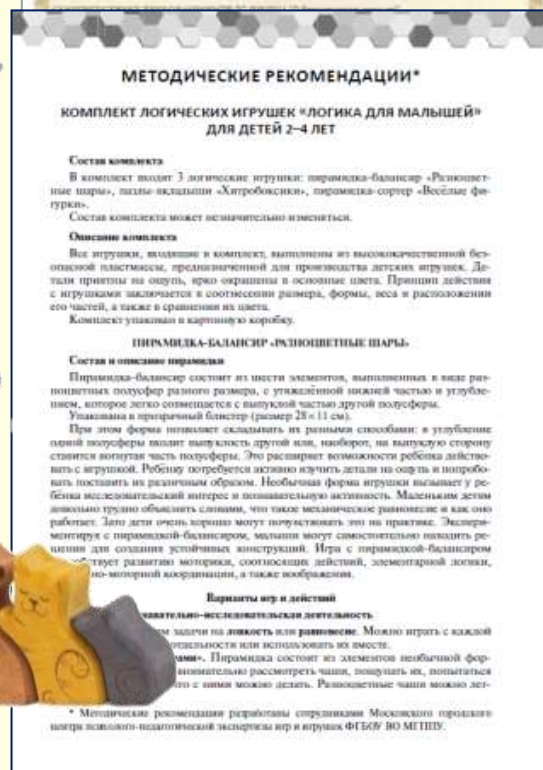 МЕТОДИЧЕСКИЕ РЕКОМЕНДАЦИИ*
КОМПЛЕКТ ЛОГИЧЕСКИХ ИГРУШЕК «ЛОГИКА ДЛЯ МАЛЫШЕЙ»
ДЛЯ ДЕТЕЙ 2–4 ЛЕТ
Состав комплекта
В комплект входят 3 логические игрушки: пирамидка-балансир «Разноцвет-
ные шары», пазлы-вкладыши «Хитробоксики», пирамидка-сортер «Весёлые фи-
гурки».
Состав комплекта может незначительно изменяться.
Описание комплекта
Все игрушки, входящие в комплект, выполнены из высококачественной без-
опасной пластмассы, предназначенной для производства детских игрушек. Де-
тали приятны на ощупь, ярко окрашены в основные цвета. Принцип действия
с игрушками заключается в соотнесении размера, формы, веса и расположении
его частей, а также в сравнении их цвета.
Комплект упакован в картонную коробку.
ПИРАМИДКА-БАЛАНСИР «РАЗНОЦВЕТНЫЕ ШАРЫ»
Состав и описание пирамидки
Пирамидка-балансир состоит из шести элементов, выполненных в виде раз-
ноцветных полусфер разного размера, с утяжелённой нижней частью и углубле-
нием, которое легко совмещается с выпуклой частью другой полусферы.
Упакована в прозрачный блистер (размер 28×11 см).
При этом форма позволяет складывать их разными способами: в углубление
одной полусферы входит выпуклость другой или, наоборот, на выпуклую сторону
ставится вогнутая часть полусферы. Это расширяет возможности ребёнка действо-
вать с игрушкой. Ребёнку потребуется активно изучить детали на ощупь и попробо-
вать поставить их различным образом. Необычная форма игрушки вызывает у ре-
бёнка исследовательский интерес и познавательную активность. Маленьким детям
довольно трудно объяснить словами, что такое механическое равновесие и как оно
работает. Зато дети очень хорошо могут почувствовать это на практике. Экспери-
ментируя с пирамидкой-балансиром, малыши могут самостоятельно находить ре-
шения для создания устойчивых конструкций. Игра с пирамидкой-балансиром
ствует развитию моторики, соотносящих действий, элементарной логики,
но-моторной координации, а также воображения.
Варианты игр и действий
навательно-исследовательская деятельность
м задачи на ловкость или равновесие. Можно играть с каждой
отдельности или использовать их вместе.
рами». Пирамидка состоит из элементов необычной фор-
внимательно рассмотреть чаши, пощупать их, попытаться
то с ними можно делать. Разноцветные чаши можно лег-
* Методические рекомендации разработаны сотрудниками Московского городского
центра психолого-педагогической экспертизы игр и игрушек ФГБОУ ВО МГППУ.